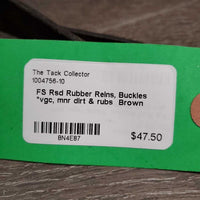 The Tack Collector
1004756-10
FS Rsd Rubber Reins, Buckles
*vgc, mnr dirt & rubs Brown
BN4E87
$47.50